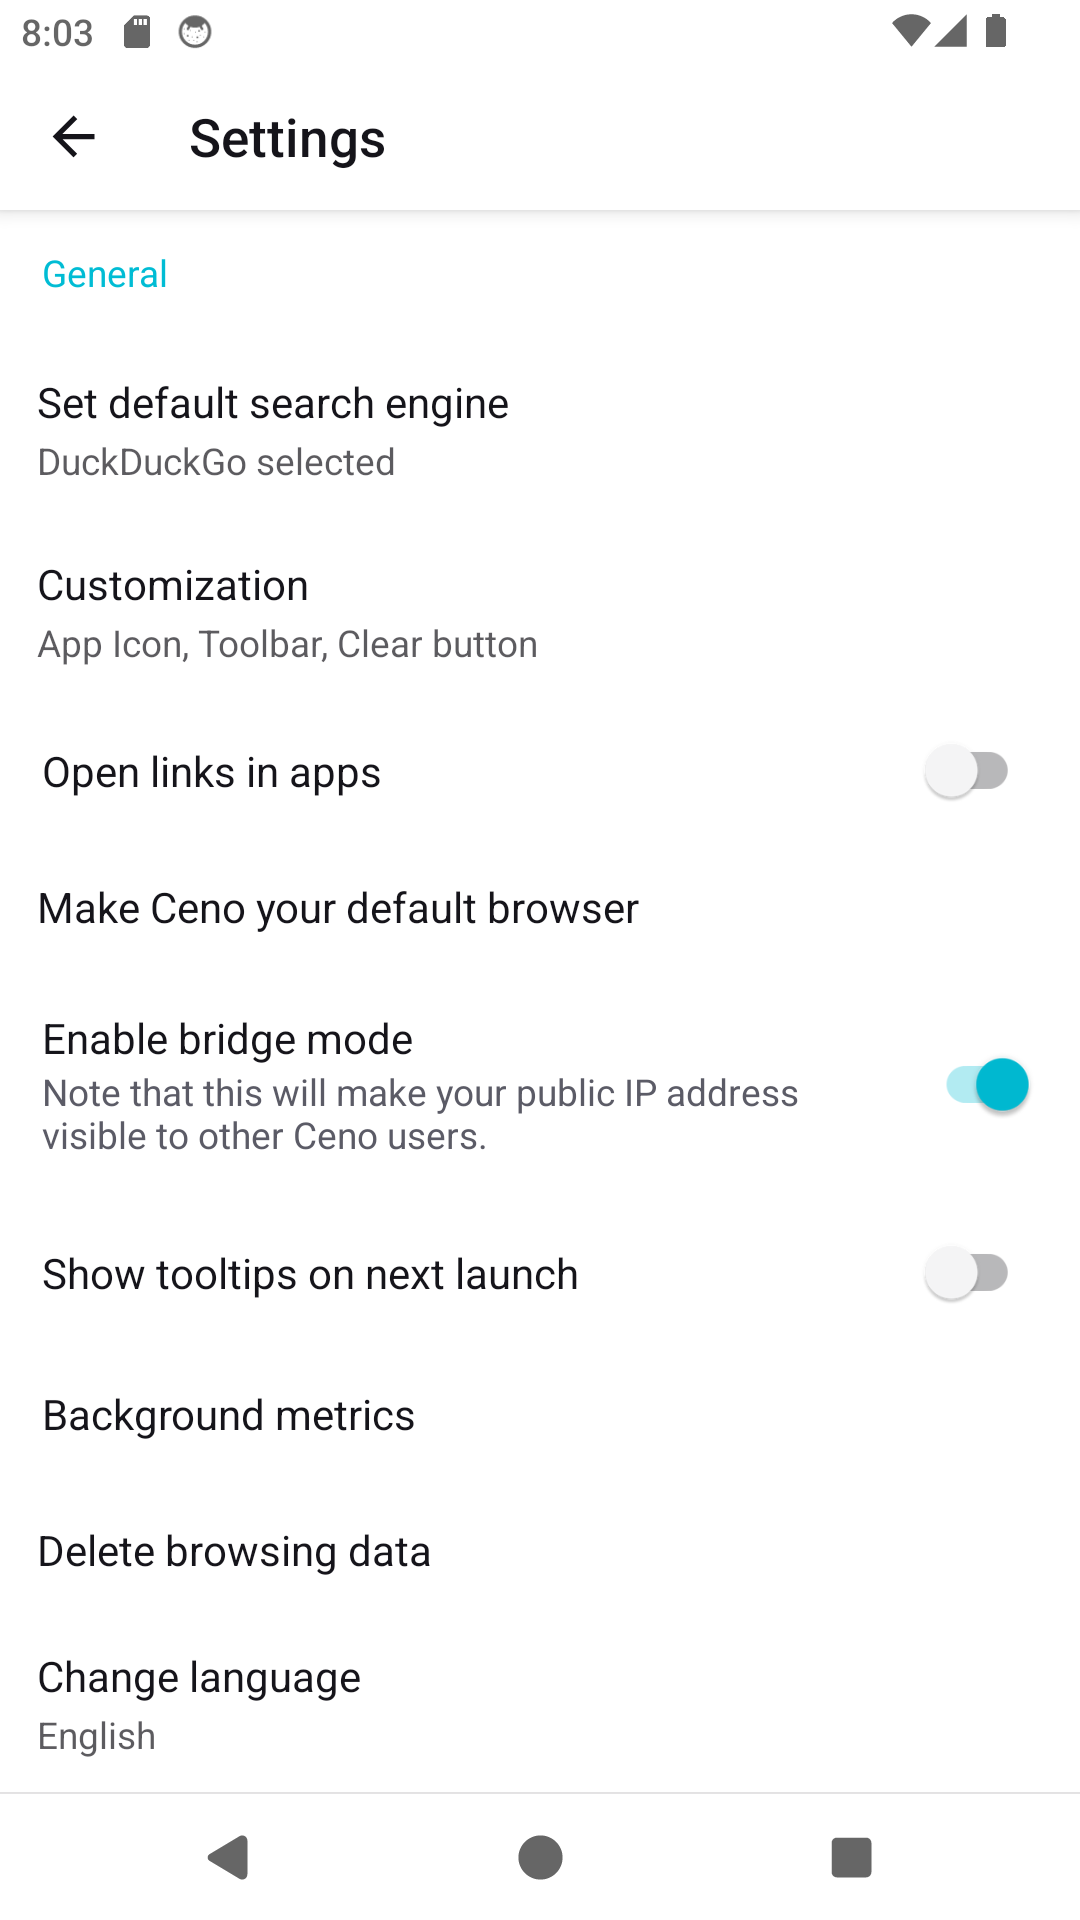 8:03
Settings
General
Set default search engine
DuckDuckGo selected
Customization
App Icon, Toolbar, Clear button
Open links in apps
Make Ceno your default browser
Enable bridge mode
Note that this will make your public IP address
visible to other Ceno users.
Show tooltips on next launch
Background metrics
Delete browsing data
Change language
English